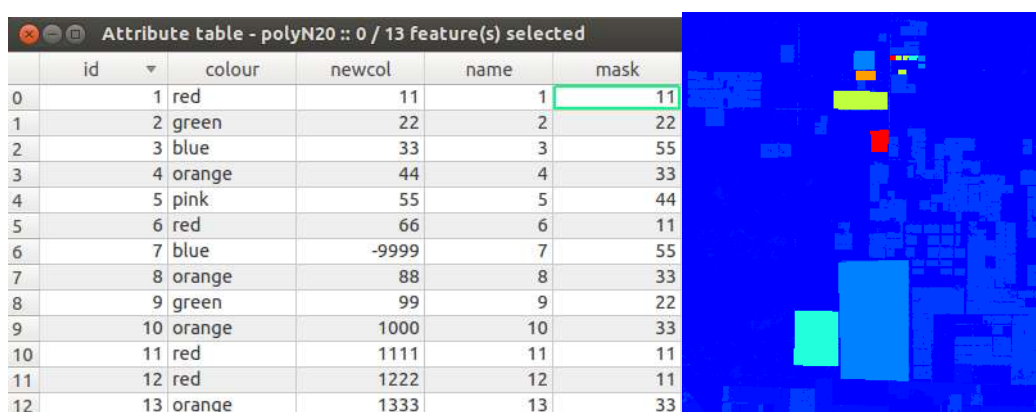 Attribute table - polyN20 :: 0 / 13 feature(s) selected
id colour newcol name mask
0 1 red 11 1 11
1 2 green 22 2 22
2 3 blue 33 3 55
3 4 orange 44 4 33
4 5 pink 55 5 44
5 6 red 66 6 11
6 7 blue -9999 7 55
7 8 orange 88 8 33
8 9 green 99 9 22
9 10 orange 1000 10 33
10 11 red 1111 11 11
11 12 red 1222 12 11
12 13 orange 1333 13 33